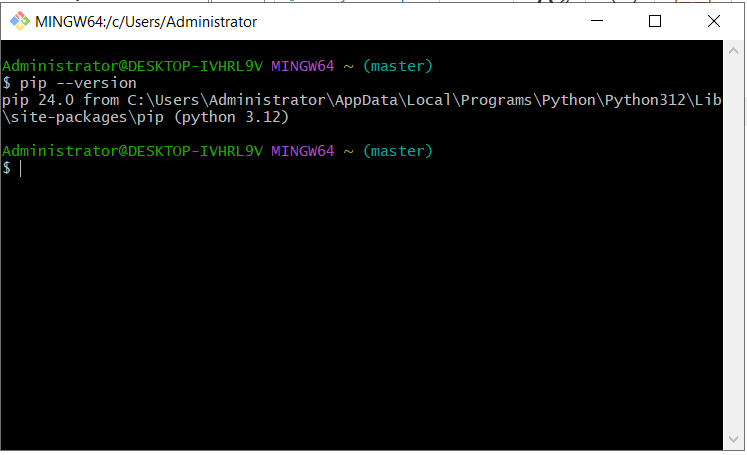 MINGW64:/c/Users/Administrator
Administrator@DESKTOP-IVHRL9V MINGW64 ~ (master)
$ pip --version
pip 24.0 from C:\Users\Administrator\AppData\Local\Programs\Python\Python312\Lib
\site-packages\pip (python 3.12)
Administrator@DESKTOP-IVHRL9V MINGW64 ~ (master)
$